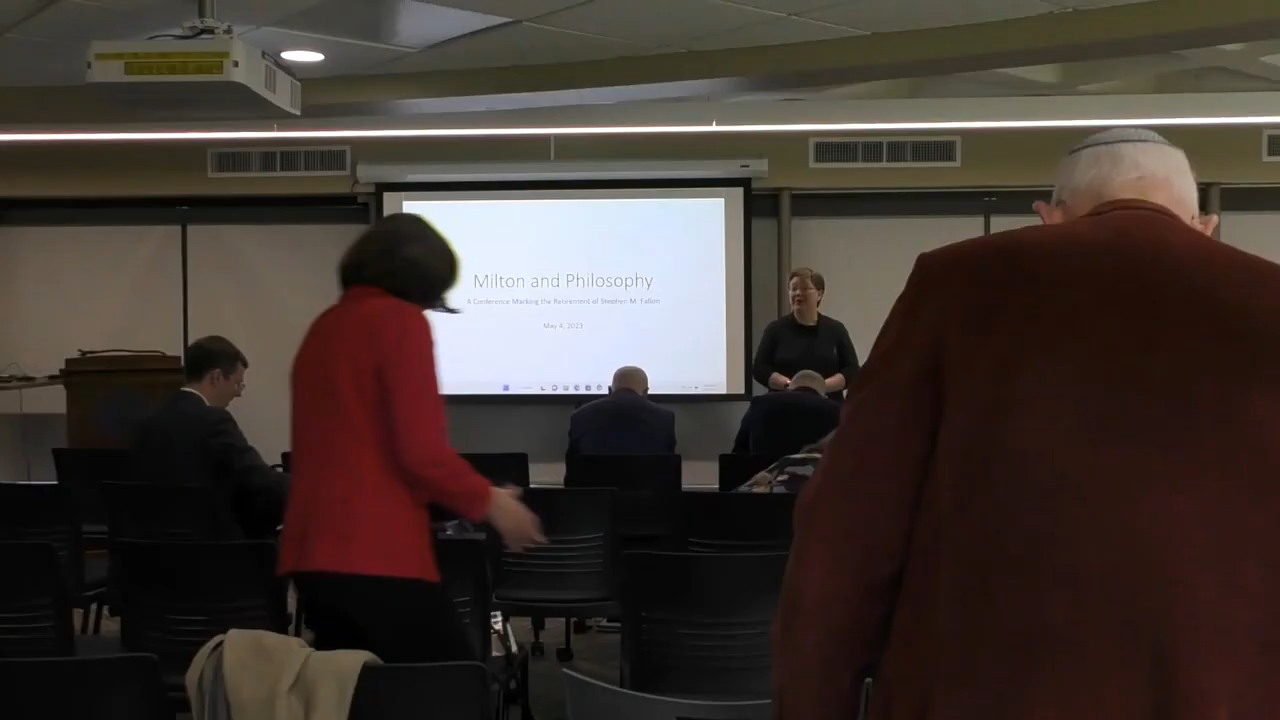 Milton and Philosophy
A Conference Marking the Retirement of Stephen M. Fallon
May 4, 2023